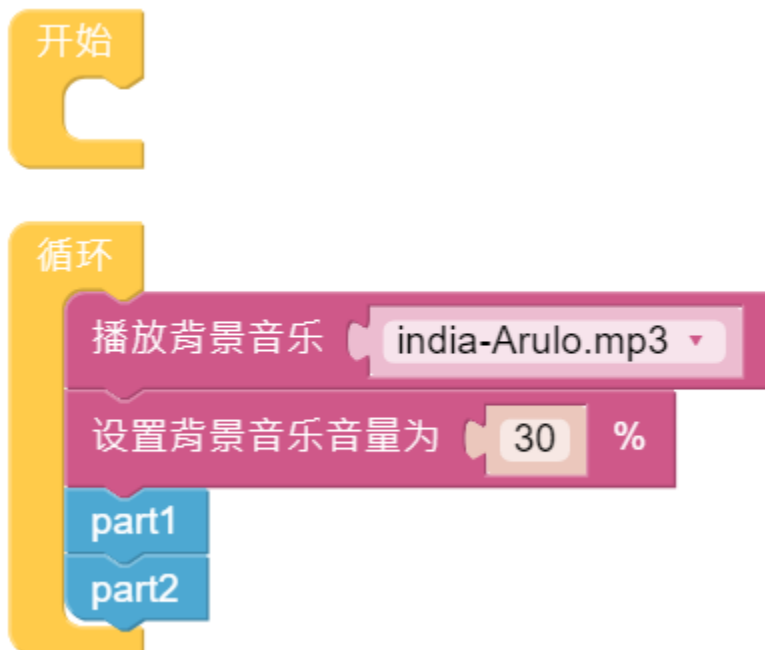 开始
循环
播放背景音乐 india-Arulo.mp3
设置背景音乐音量为 30 %
part1
part2